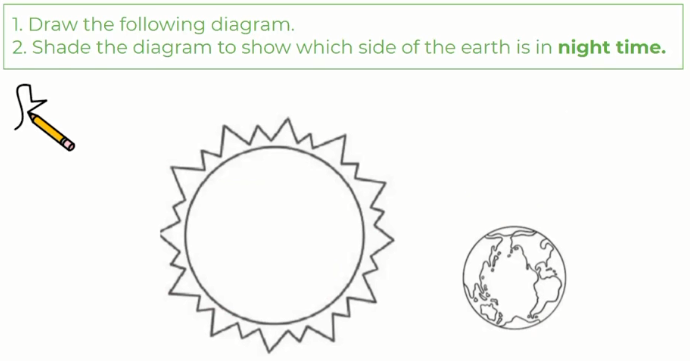 1. Draw the following diagram.
2. Shade the diagram to show which side of the earth is in night time.